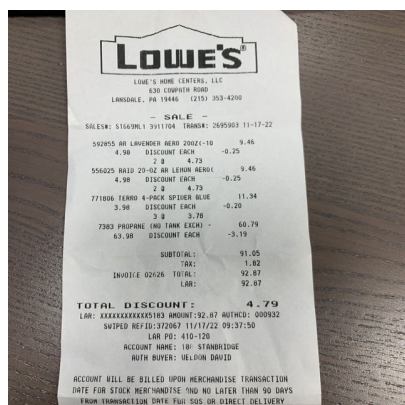 LOWE'S®
LOWE'S HOME CENTERS, LLC
630 COWPATH ROAD
LANSDALE, PA 19446 (215) 353-4200
- SALE -
SALES#: S1669ML1 3911704 TRANS#: 2695903 11-17-22
592855 AR LAVENDER AERO 200Z(-10 9.46
4.98 DISCOUNT EACH -0.25
2 @ 4.73
556025 RAID 20-OZ AR LEMON AERO( 9.46
4.98 DISCOUNT EACH -0.25
2 @ 4.73
771806 TERRO 4-PACK SPIDER GLUE 11.34
3.98 DISCOUNT EACH -0.20
3 @ 3.78
7383 PROPANE (NO TANK EXCH) - 60.79
63.98 DISCOUNT EACH -3.19
SUBTOTAL: 91.05
TAX: 1.82
INVOICE 02626 TOTAL: 92.87
LAR: 92.87
TOTAL DISCOUNT: 4.79
LAR: XXXXXXXXXXXX5183 AMOUNT:92.87 AUTHCD: 000932
SWIPED REFID:372067 11/17/22 09:37:50
LAR PO: 410-120
ACCOUNT NAME: STANBRIDGE
AUTH BUYER: WELDON DAVID
ACCOUNT WILL BE BILLED UPON MERCHANDISE TRANSACTION
DATE FOR STOCK MERCHANDISE AND NO LATER THAN 90 DAYS
FROM TRANSACTION DATE FOR SOS OR DIRECT DELIVERY